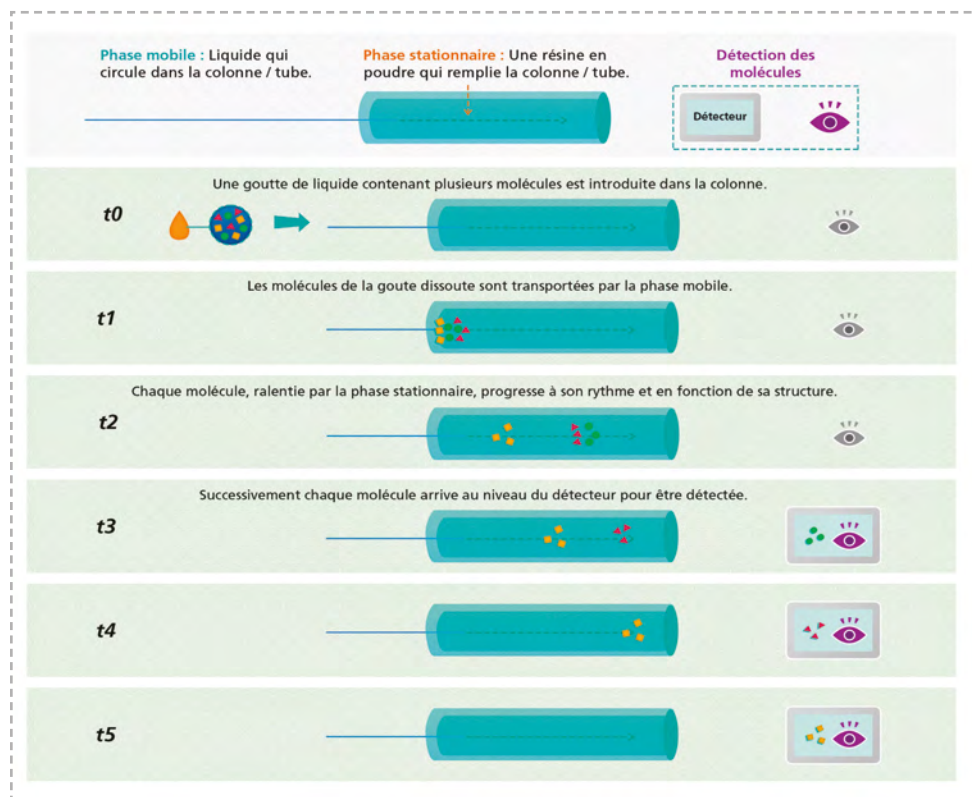 Phase mobile : Liquide qui
circule dans la colonne / tube.
Phase stationnaire : Une résine en
poudre qui remplie la colonne / tube.
Détection des
molécules
Détecteur
Une goutte de liquide contenant plusieurs molécules est introduite dans la colonne.
t0
Les molécules de la goute dissoute sont transportées par la phase mobile.
t1
Chaque molécule, ralentie par la phase stationnaire, progresse à son rythme et en fonction de sa structure.
t2
Successivement chaque molécule arrive au niveau du détecteur pour être détectée.
t3
t4
t5